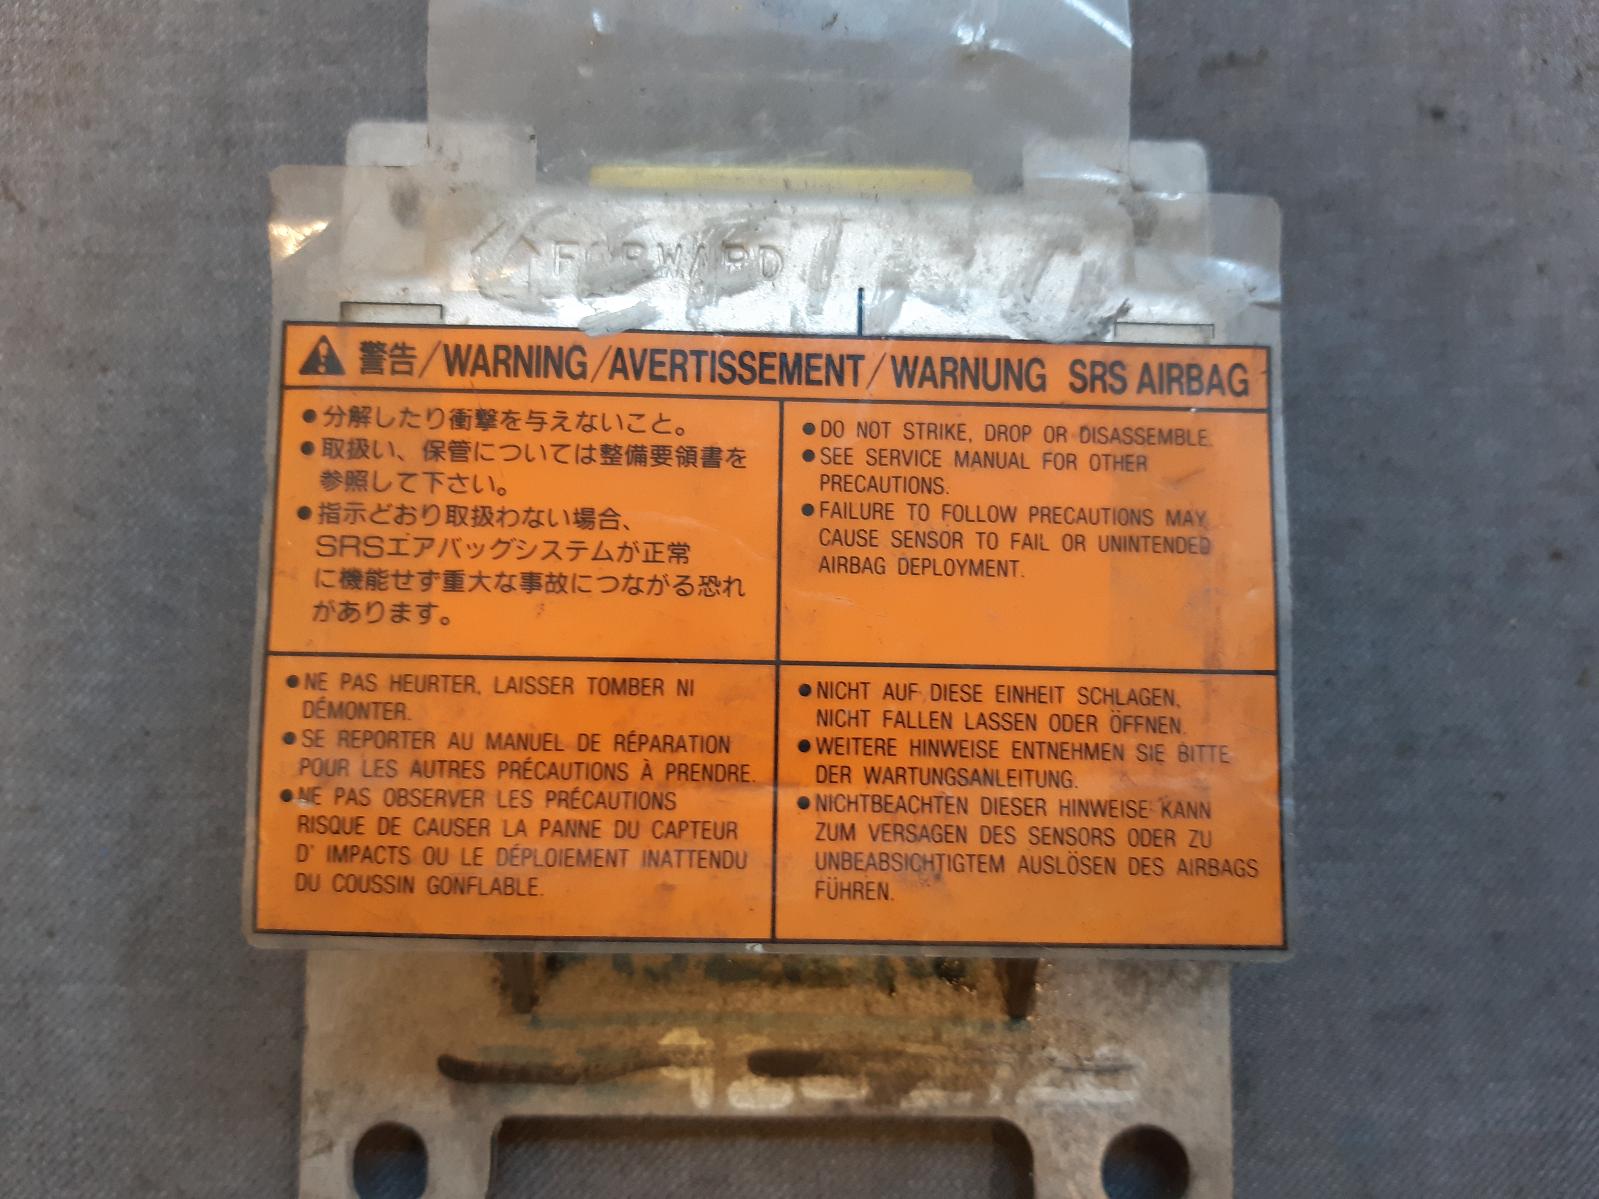 FORWARD
警告/WARNING/AVERTISSEMENT/WARNUNG SRS AIRBAG
●分解したり衝撃を与えないこと。
●取扱い、保管については整備要領書を
参照して下さい。
●指示どおり取扱わない場合、
SRSエアバッグシステムが正常
に機能せず重大な事故につながる恐れ
があります。
●DO NOT STRIKE, DROP OR DISASSEMBLE.
●SEE SERVICE MANUAL FOR OTHER
PRECAUTIONS.
●FAILURE TO FOLLOW PRECAUTIONS MAY
CAUSE SENSOR TO FAIL OR UNINTENDED
AIRBAG DEPLOYMENT.
●NE PAS HEURTER, LAISSER TOMBER NI
DÉMONTER.
●SE REPORTER AU MANUEL DE RÉPARATION
POUR LES AUTRES PRÉCAUTIONS À PRENDRE.
●NE PAS OBSERVER LES PRÉCAUTIONS
RISQUE DE CAUSER LA PANNE DU CAPTEUR
D' IMPACTS OU LE DÉPLOIEMENT INATTENDU
DU COUSSIN GONFLABLE.
●NICHT AUF DIESE EINHEIT SCHLAGEN,
NICHT FALLEN LASSEN ODER ÖFFNEN.
●WEITERE HINWEISE ENTNEHMEN SIE BITTE
DER WARTUNGSANLEITUNG.
●NICHTBEACHTEN DIESER HINWEISE KANN
ZUM VERSAGEN DES SENSORS ODER ZU
UNBEABSICHTIGTEM AUSLÖSEN DES AIRBAGS
FÜHREN.